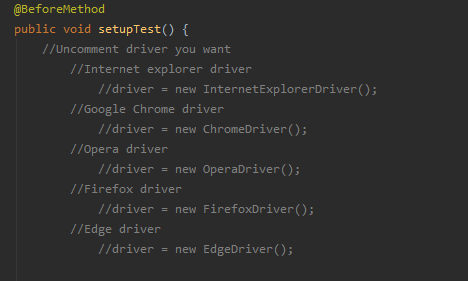 @BeforeMethod
public void setupTest() {
//Uncomment driver you want
//Internet explorer driver
//driver = new InternetExplorerDriver();
//Google Chrome driver
//driver = new ChromeDriver();
//Opera driver
//driver = new OperaDriver();
//Firefox driver
//driver = new FirefoxDriver();
//Edge driver
//driver = new EdgeDriver();